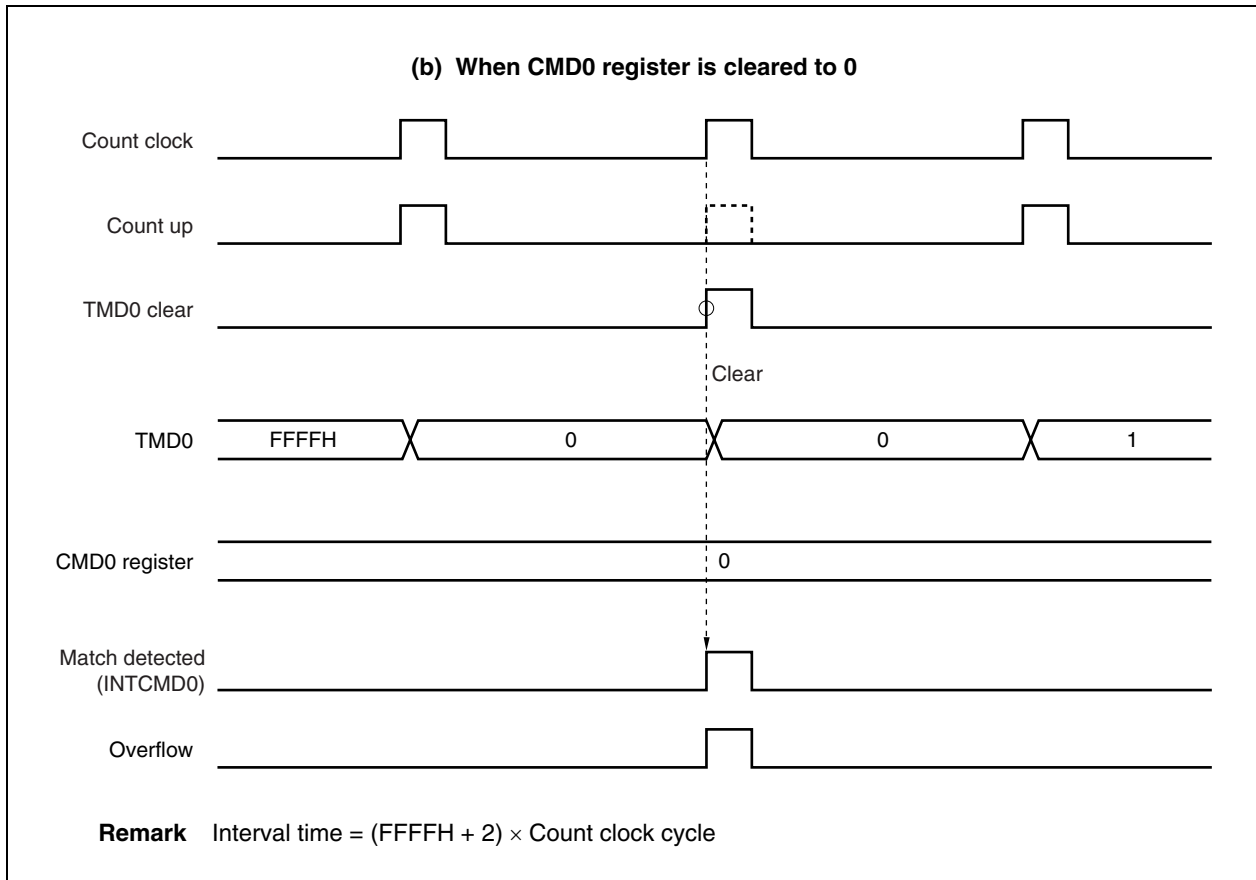 (b) When CMD0 register is cleared to 0
Count clock
Count up
TMD0 clear
Clear
TMD0 FFFFH 0 0 1
CMD0 register 0
Match detected
(INTCMD0)
Overflow
Remark Interval time = (FFFFH + 2) × Count clock cycle